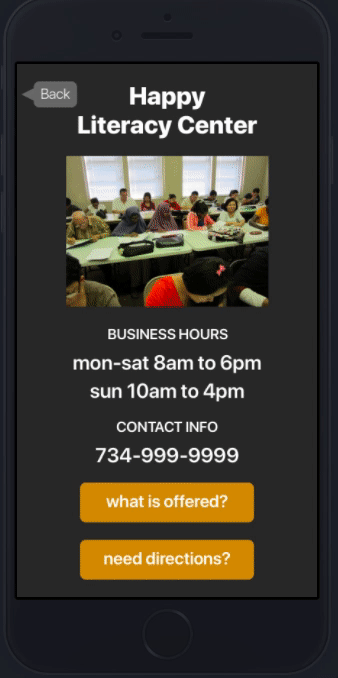 Back
Happy
Literacy Center
BUSINESS HOURS
mon-sat 8am to 6pm
sun 10am to 4pm
CONTACT INFO
734-999-9999
what is offered?
need directions?